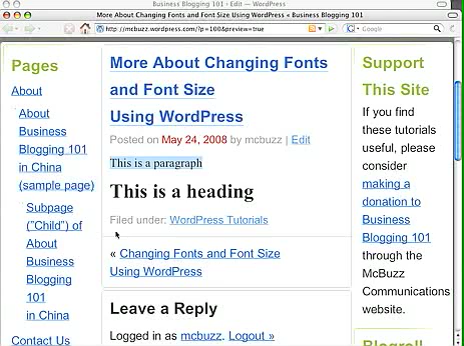 Business Blogging 101 › Edit — WordPress
More About Changing Fonts and Font Size Using WordPress « Business Blogging 101
http://mcbuzz.wordpress.com/?p=100&preview=true
Google
Pages
About
About
Business
Blogging 101
in China
(sample page)
Subpage
("Child") of
About
Business
Blogging
101
in China
Contact Us
More About Changing Fonts
and Font Size
Using WordPress
Posted on May 24, 2008 by mcbuzz | Edit
This is a paragraph
This is a heading
Filed under: WordPress Tutorials
« Changing Fonts and Font Size
Using WordPress
Leave a Reply
Logged in as mcbuzz. Logout »
Support
This Site
If you find
these tutorials
useful, please
consider
making a
donation to
Business
Blogging 101
through the
McBuzz
Communications
website.
Blogroll